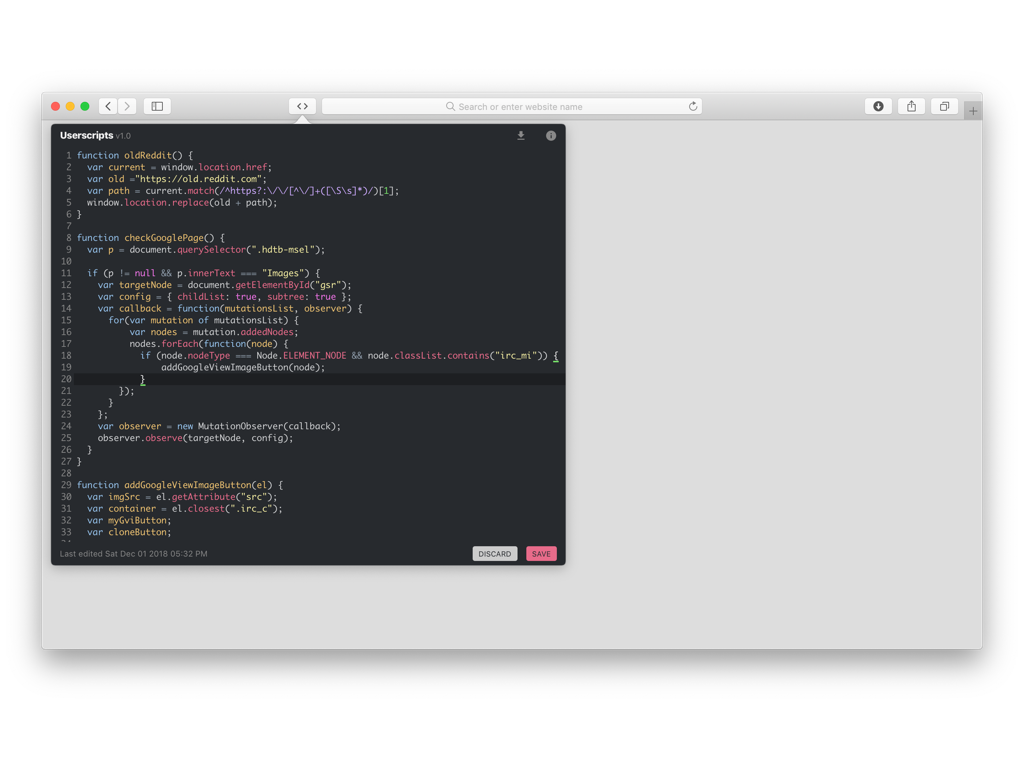 Search or enter website name
Userscripts v1.0
1 function oldReddit() {
2 var current = window.location.href;
3 var old ="https://old.reddit.com";
4 var path = current.match(/^https?:\/\/[^\/]+([\S\s]*)/)[1];
5 window.location.replace(old + path);
6 }
7
8 function checkGooglePage() {
9 var p = document.querySelector(".hdtb-msel");
10
11 if (p != null && p.innerText === "Images") {
12 var targetNode = document.getElementById("gsr");
13 var config = { childList: true, subtree: true };
14 var callback = function(mutationsList, observer) {
15 for(var mutation of mutationsList) {
16 var nodes = mutation.addedNodes;
17 nodes.forEach(function(node) {
18 if (node.nodeType === Node.ELEMENT_NODE && node.classList.contains("irc_mi")) {
19 addGoogleViewImageButton(node);
20 }
21 });
22 }
23 };
24 var observer = new MutationObserver(callback);
25 observer.observe(targetNode, config);
26 }
27 }
28
29 function addGoogleViewImageButton(el) {
30 var imgSrc = el.getAttribute("src");
31 var container = el.closest(".irc_c");
32 var myGviButton;
33 var cloneButton;
Last edited Sat Dec 01 2018 05:32 PM
DISCARD
SAVE